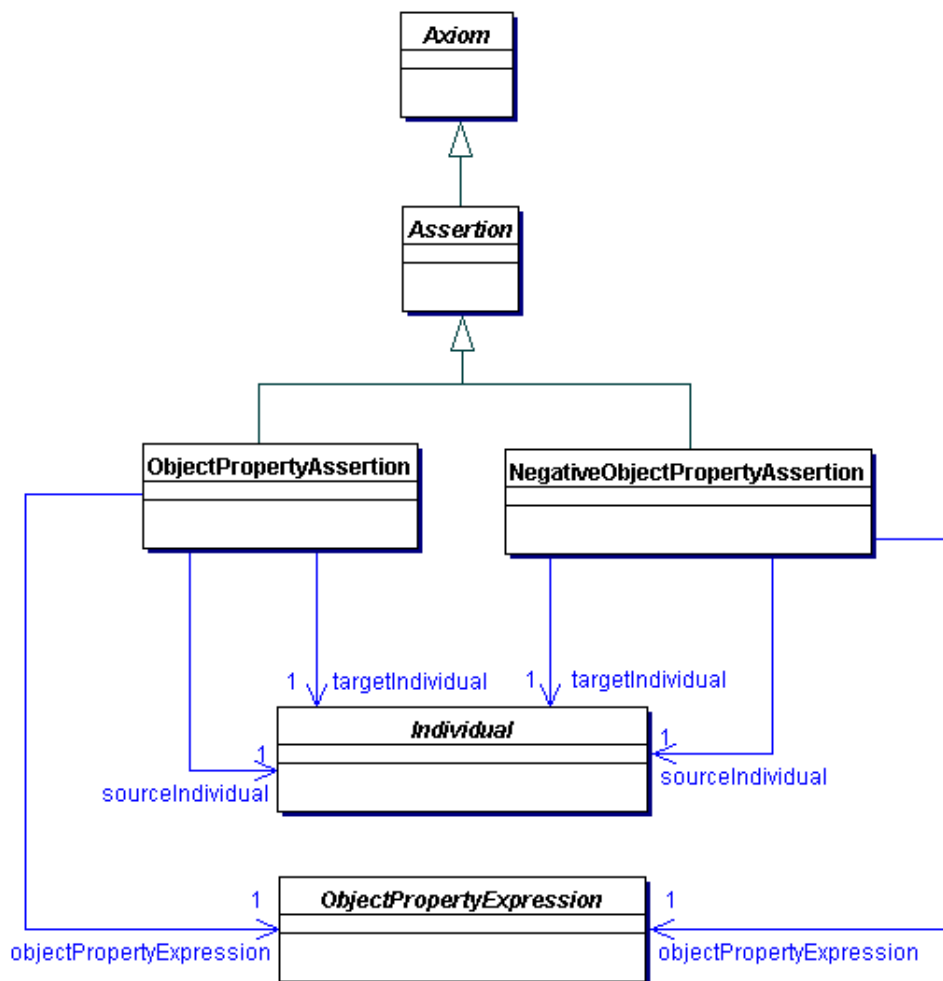 Axiom
Assertion
ObjectPropertyAssertion
NegativeObjectPropertyAssertion
1 targetIndividual
1 targetIndividual
Individual
1
sourceIndividual
1
sourceIndividual
ObjectPropertyExpression
1
objectPropertyExpression
1
objectPropertyExpression